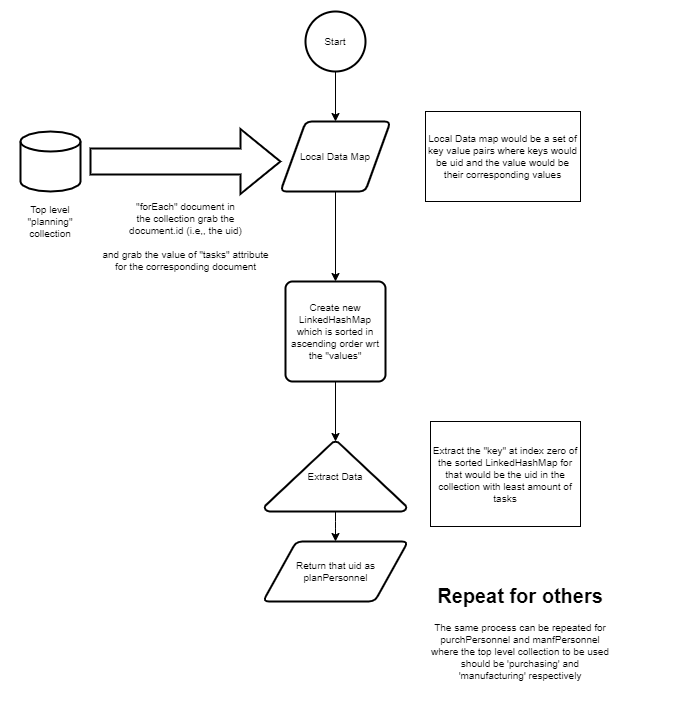 Start
Local Data Map
Local Data map would be a set of
key value pairs where keys would
be uid and the value would be
their corresponding values
Top level
"planning"
collection
"forEach" document in
the collection grab the
document.id (i.e., the uid)
and grab the value of "tasks" attribute
for the corresponding document
Create new
LinkedHashMap
which is sorted in
ascending order wrt
the "values"
Extract Data
Extract the "key" at index zero of
the sorted LinkedHashMap for
that would be the uid in the
collection with least amount of
tasks
Return that uid as
planPersonnel
Repeat for others
The same process can be repeated for
purchPersonnel and manfPersonnel
where the top level collection to be used
should be 'purchasing' and
'manufacturing' respectively